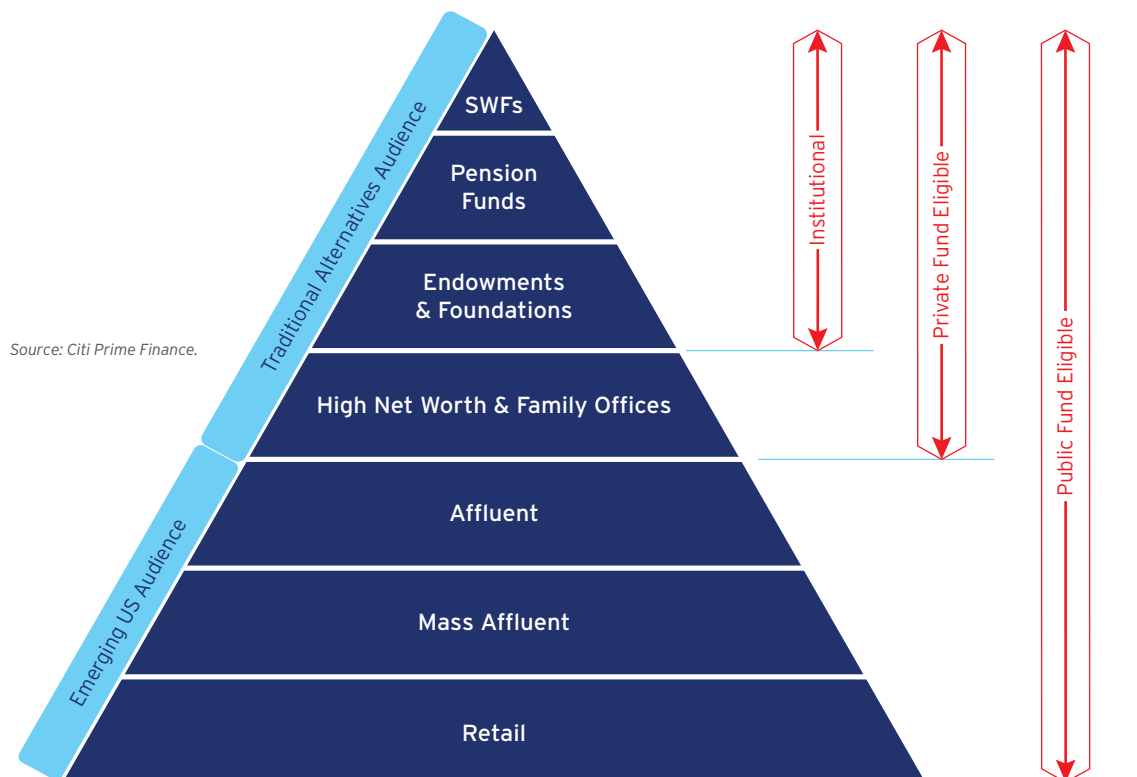 SWFs
Pension
Funds
Endowments
& Foundations
High Net Worth & Family Offices
Affluent
Mass Affluent
Retail
Traditional Alternatives Audience
Emerging US Audience
Institutional
Private Fund Eligible
Public Fund Eligible
Source: Citi Prime Finance.